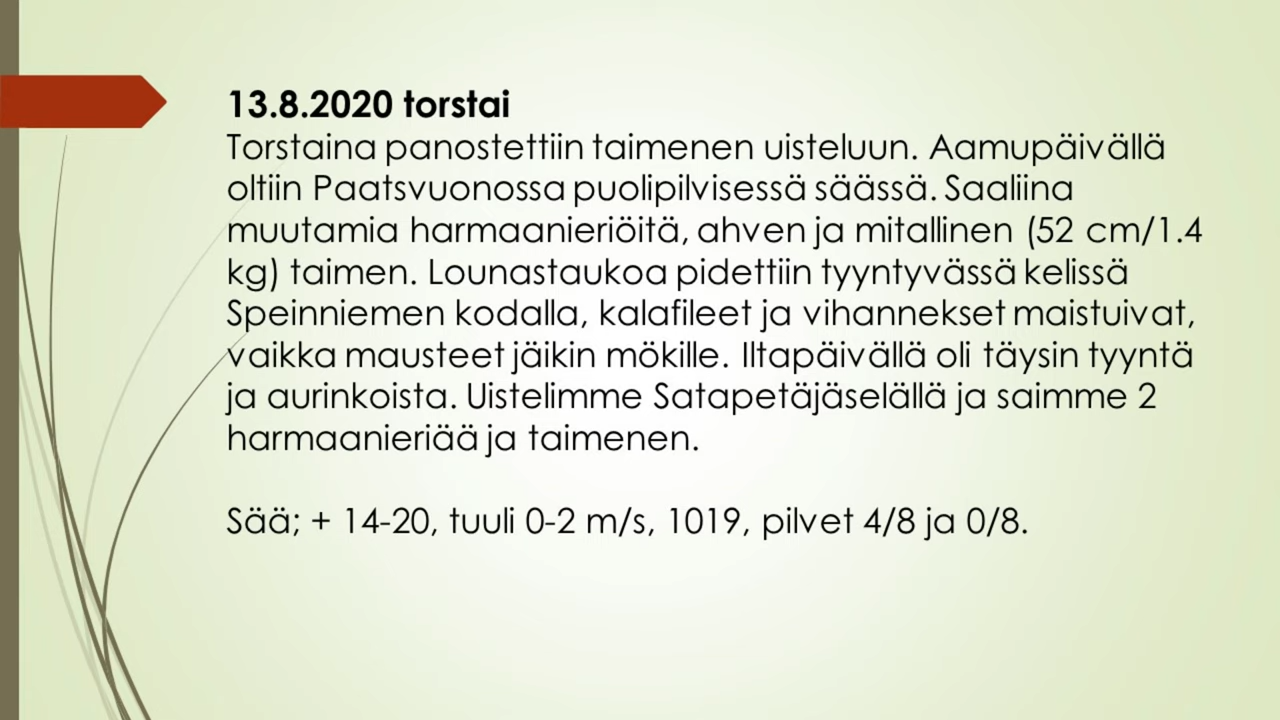 13.8.2020 torstai
Torstaina panostettiin taimenen uisteluun. Aamupäivällä
oltiin Paatsvuonossa puolipilvisessä säässä. Saaliina
muutamia harmaanieriöitä, ahven ja mitallinen (52 cm/1.4
kg) taimen. Lounastaukoa pidettiin tyyntyvässä kelissä
Speinniemen kodalla, kalafileet ja vihannekset maistuivat,
vaikka mausteet jäikin mökille. Iltapäivällä oli täysin tyyntä
ja aurinkoista. Uistelimme Satapetäjäselällä ja saimme 2
harmaanieriää ja taimenen.
Sää; + 14-20, tuuli 0-2 m/s, 1019, pilvet 4/8 ja 0/8.